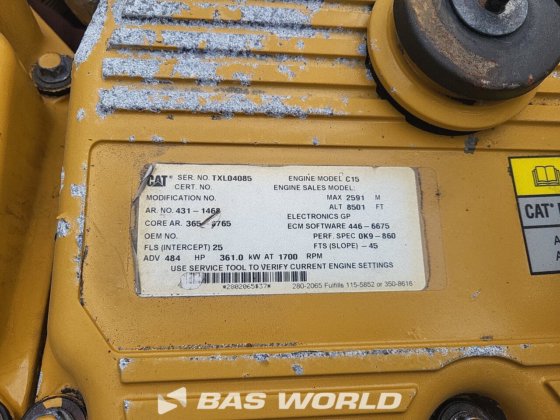 CAT® SER. NO. TXL04085 ENGINE MODEL C15
CERT. NO. ENGINE SALES MODEL:
MODIFICATION NO. MAX 2591 M
AR. NO. 431-1468 ALT 8501 FT
CORE AR. 365- ELECTRONICS GP
OEM NO. ECM SOFTWARE 446-6675
PERF. SPEC 0K9-860
FLS (INTERCEPT) 25 FTS (SLOPE) -45
ADV 484 HP 361.0 kW AT 1700 RPM
USE SERVICE TOOL TO VERIFY CURRENT ENGINE SETTINGS
280-2065 Fulfills 115-5852 or 350-8616
CAT®
BAS WORLD